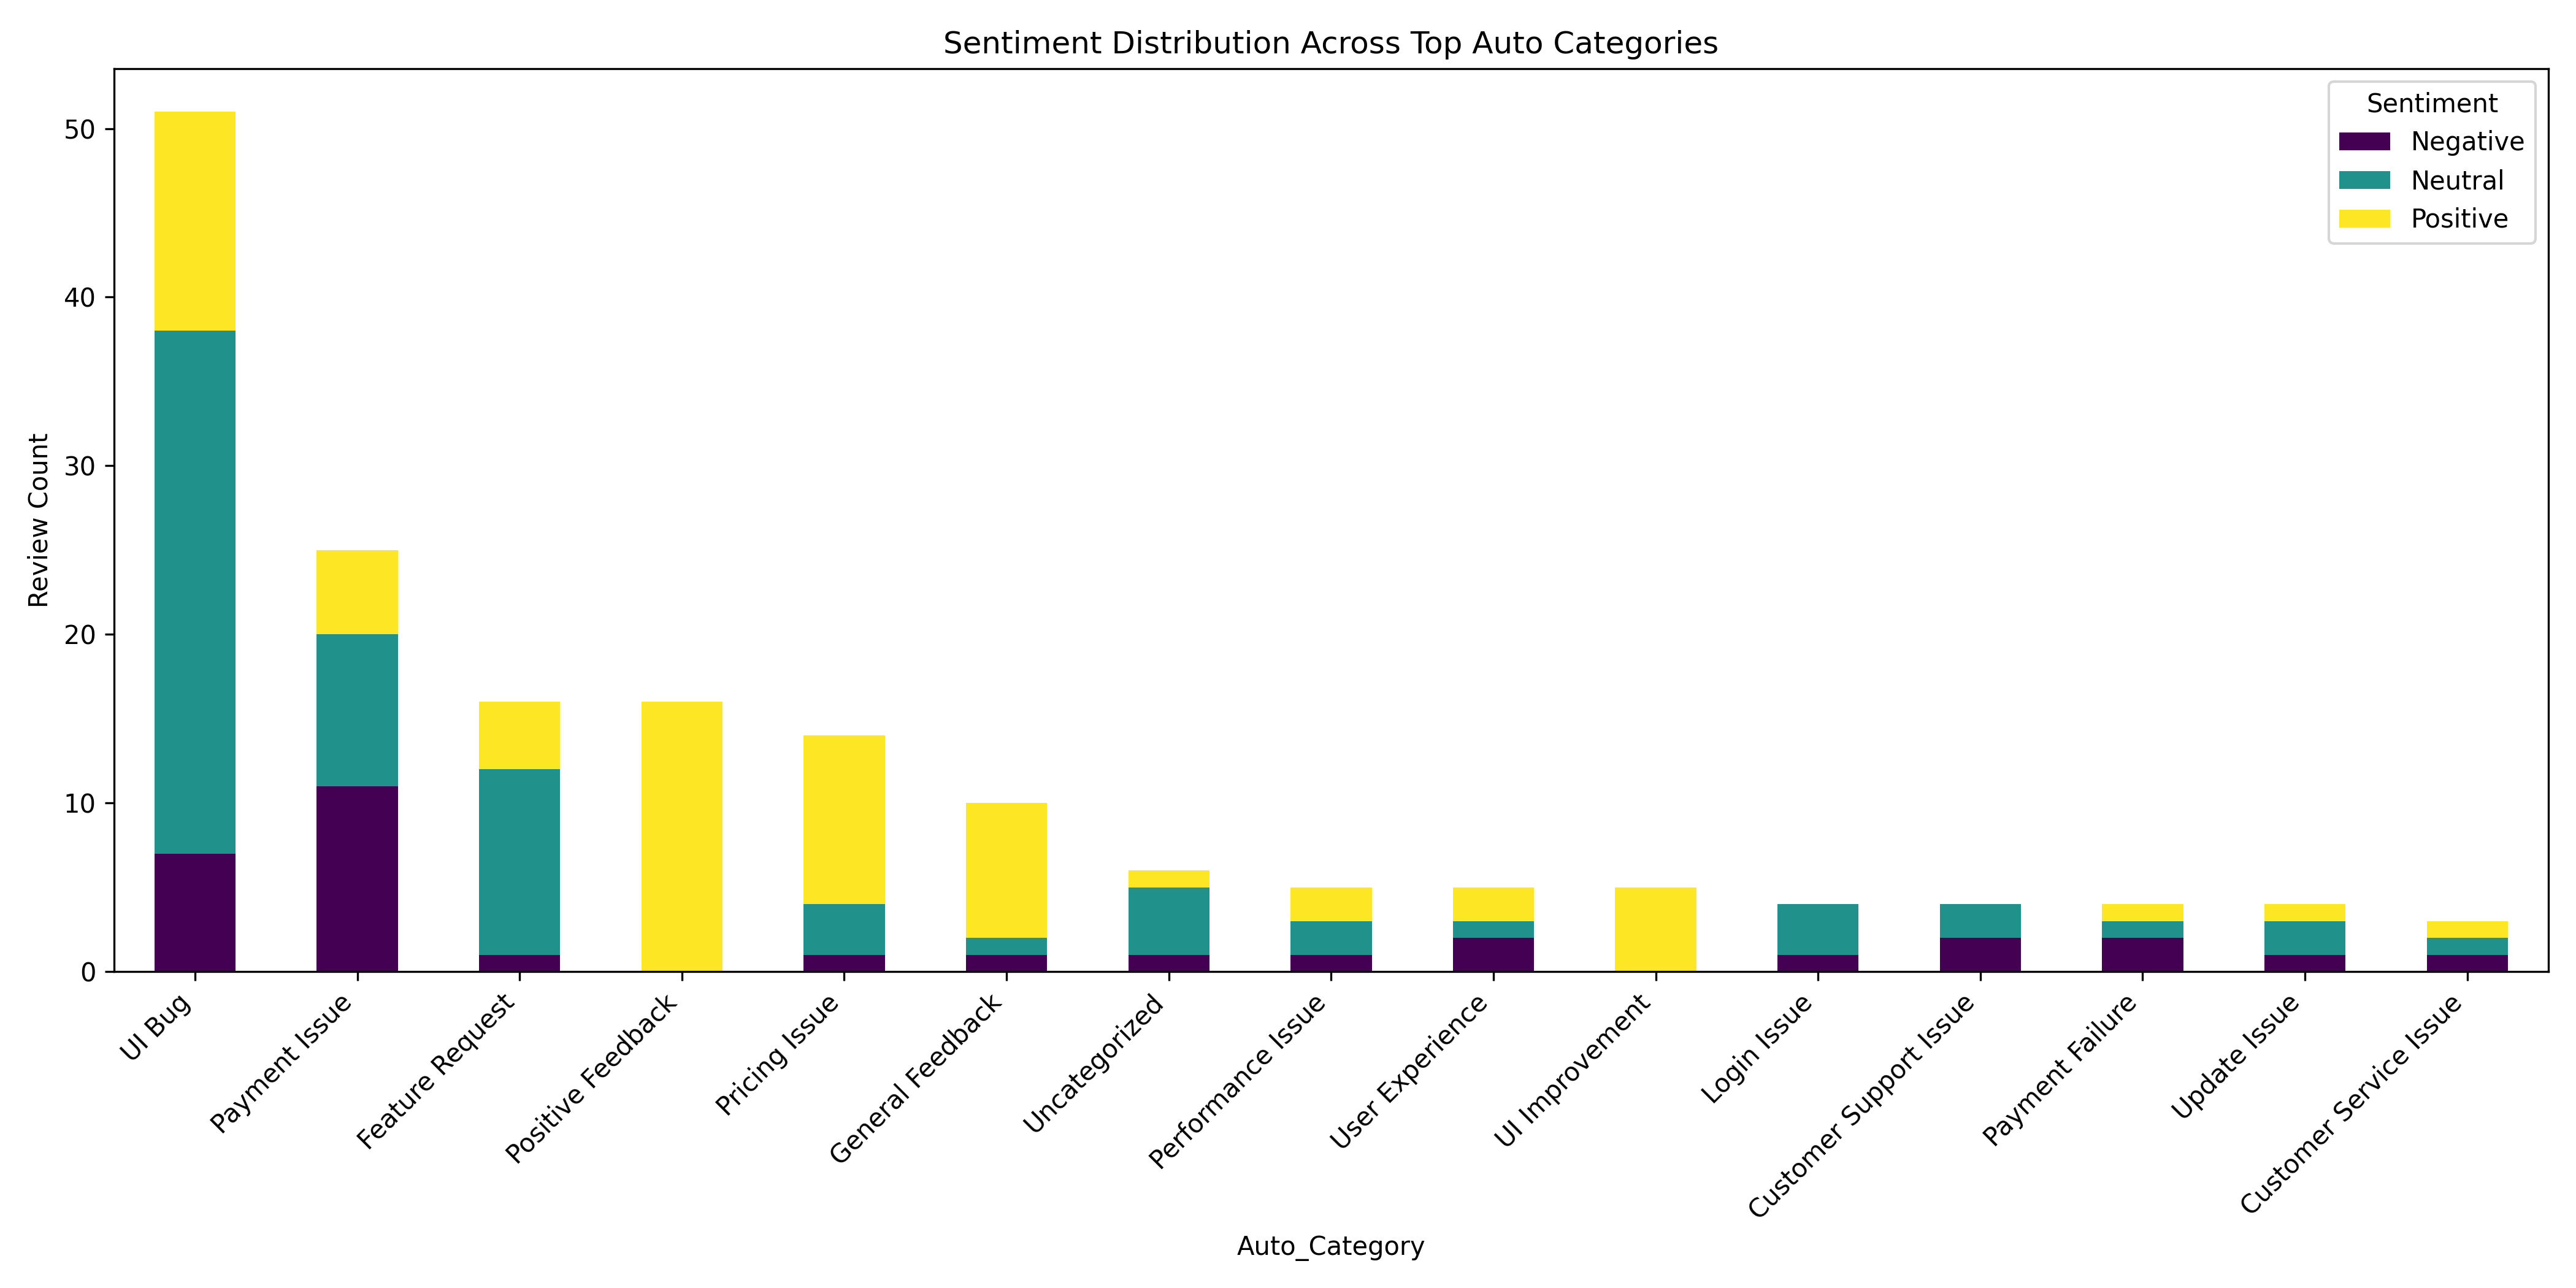 Sentiment Distribution Across Top Auto Categories
Sentiment
Negative
Neutral
Positive
Review Count
50
40
30
20
10
0
UI Bug
Payment Issue
Feature Request
Positive Feedback
Pricing Issue
General Feedback
Uncategorized
Performance Issue
User Experience
UI Improvement
Login Issue
Customer Support Issue
Payment Failure
Update Issue
Customer Service Issue
Auto_Category